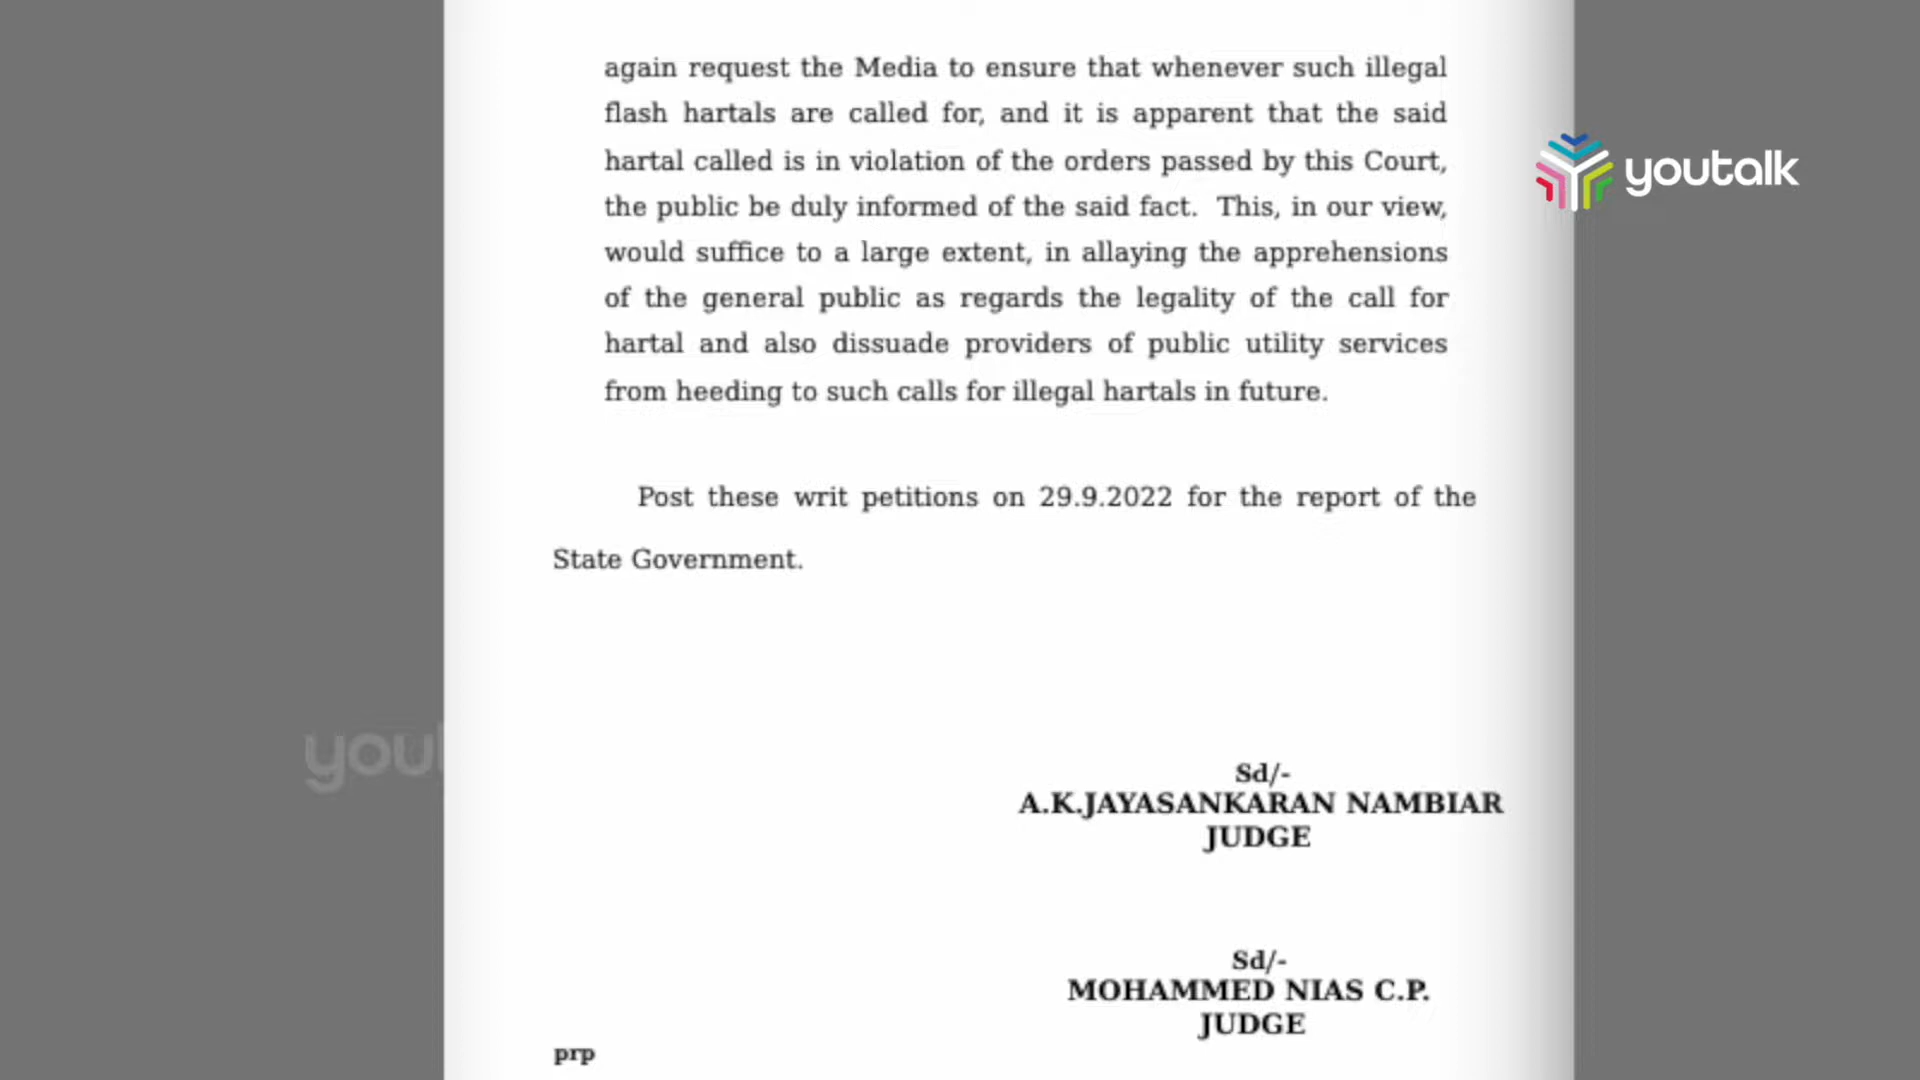 again request the Media to ensure that whenever such illegal
flash hartals are called for, and it is apparent that the said
hartal called is in violation of the orders passed by this Court,
the public be duly informed of the said fact. This, in our view,
would suffice to a large extent, in allaying the apprehensions
of the general public as regards the legality of the call for
hartal and also dissuade providers of public utility services
from heeding to such calls for illegal hartals in future.
Post these writ petitions on 29.9.2022 for the report of the
State Government.
Sd/-
A.K.JAYASANKARAN NAMBIAR
JUDGE
Sd/-
MOHAMMED NIAS C.P.
JUDGE
prp
youtalk
you